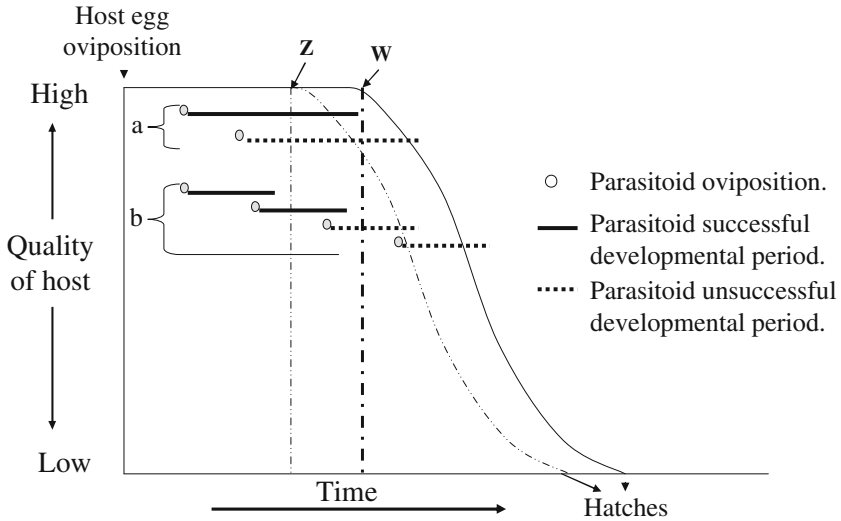 Host egg
oviposition
Z
W
High
a
b
Quality
of host
Low
Parasitoid oviposition.
Parasitoid successful
developmental period.
Parasitoid unsuccessful
developmental period.
Time
Hatches